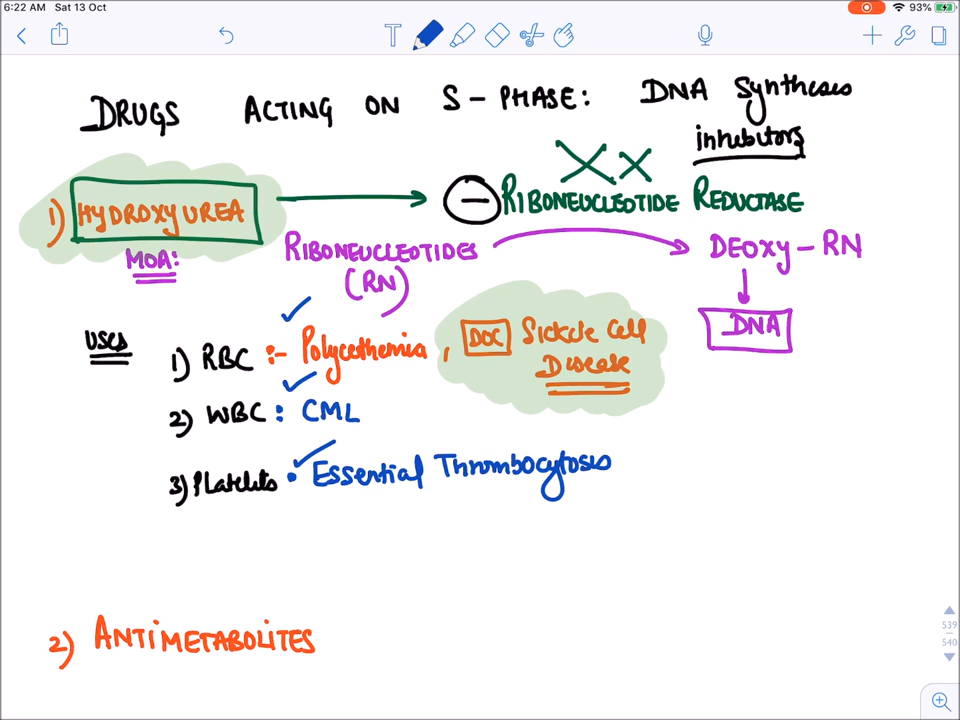 6:22 AM Sat 13 Oct 93%
DRUGS ACTING ON S-PHASE: DNA Synthesis
inhibitors
1) HYDROXYUREA → ⊖ RIBONEUCLEOTIDE REDUCTASE
MOA: RIBONEUCLEOTIDES → DEOXY-RN
(RN)
DNA
USES
1) RBC :- Polycethemia, DOC Sickle Cell
Disease
2) WBC : CML
3) Platelets : Essential Thrombocytosis
2) ANTIMETABOLITES
539
540